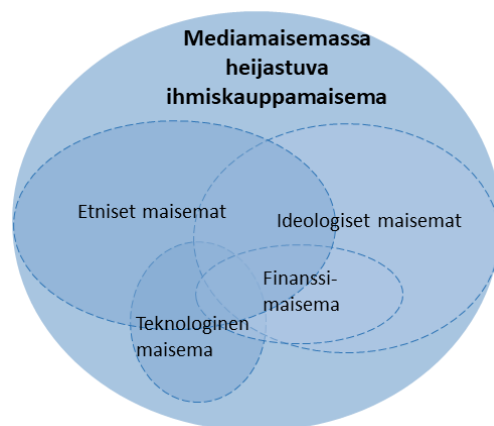 Mediamaisemassa
heijastuva
ihmiskauppamaisema
Etniset maisemat
Ideologiset maisemat
Finanssi-
maisema
Teknologinen
maisema